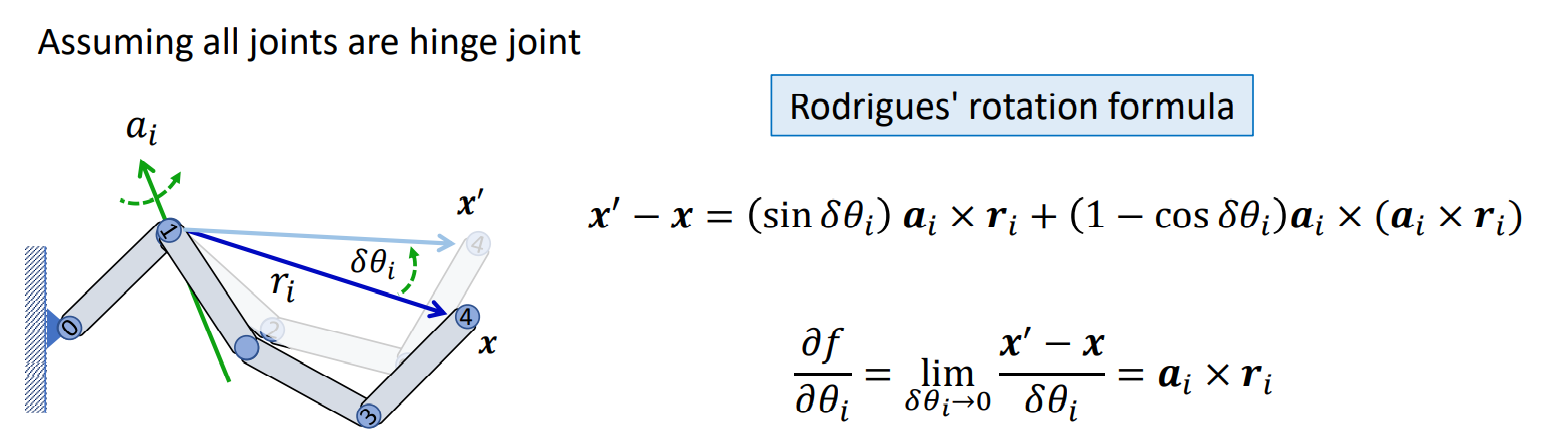 Assuming all joints are hinge joint
Rodrigues' rotation formula
aᵢ
x′
x′ − x = (sin δθᵢ) aᵢ × rᵢ + (1 − cos δθᵢ)aᵢ × (aᵢ × rᵢ)
1
4
δθᵢ
rᵢ
0
2
4
x
3
∂f/∂θᵢ = lim_{δθᵢ→0} (x′ − x)/δθᵢ = aᵢ × rᵢ